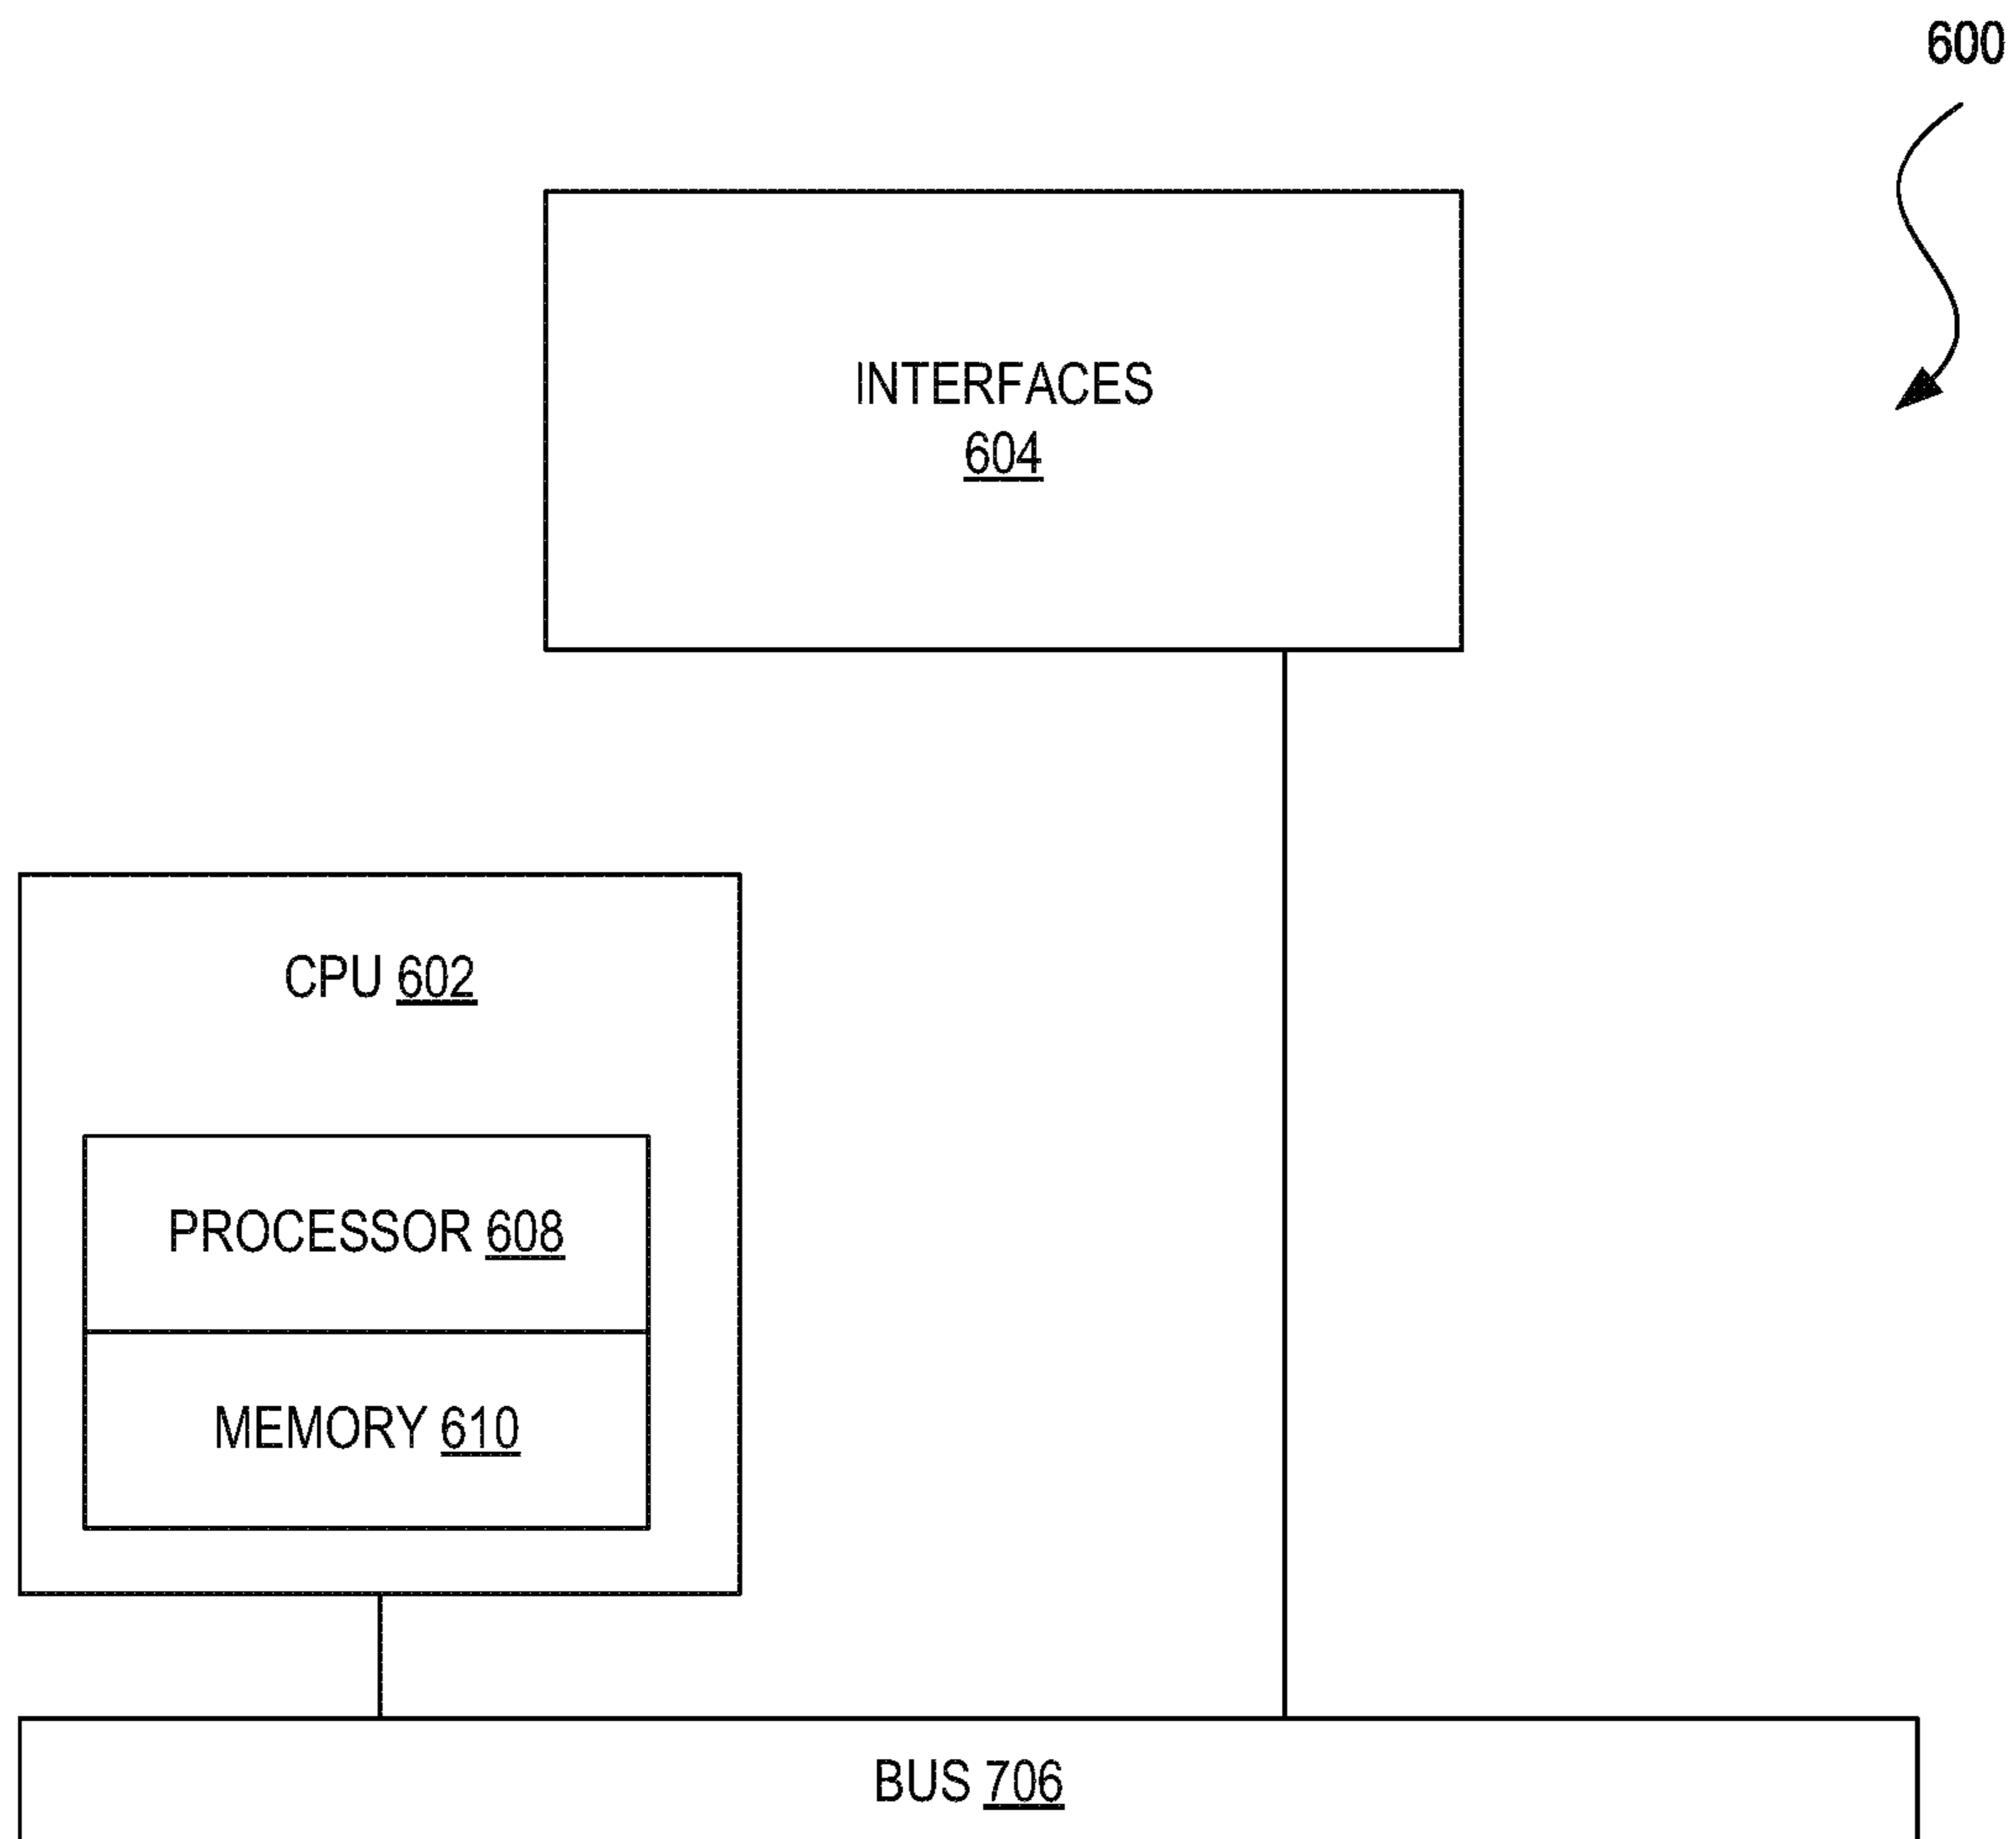 600
INTERFACES
604
CPU 602
PROCESSOR 608
MEMORY 610
BUS 706